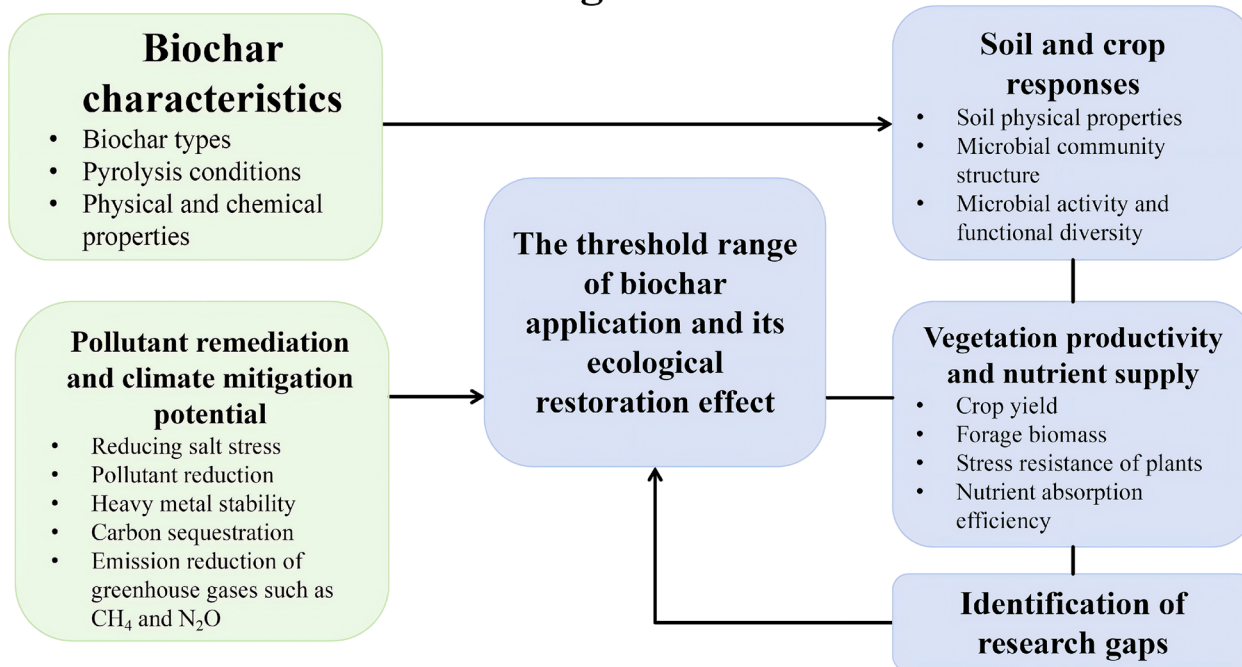 Biochar
characteristics
• Biochar types
• Pyrolysis conditions
• Physical and chemical
properties
Soil and crop
responses
• Soil physical properties
• Microbial community
structure
• Microbial activity and
functional diversity
The threshold range
of biochar
application and its
ecological
restoration effect
Pollutant remediation
and climate mitigation
potential
• Reducing salt stress
• Pollutant reduction
• Heavy metal stability
• Carbon sequestration
• Emission reduction of
greenhouse gases such as
CH₄ and N₂O
Vegetation productivity
and nutrient supply
• Crop yield
• Forage biomass
• Stress resistance of plants
• Nutrient absorption
efficiency
Identification of
research gaps